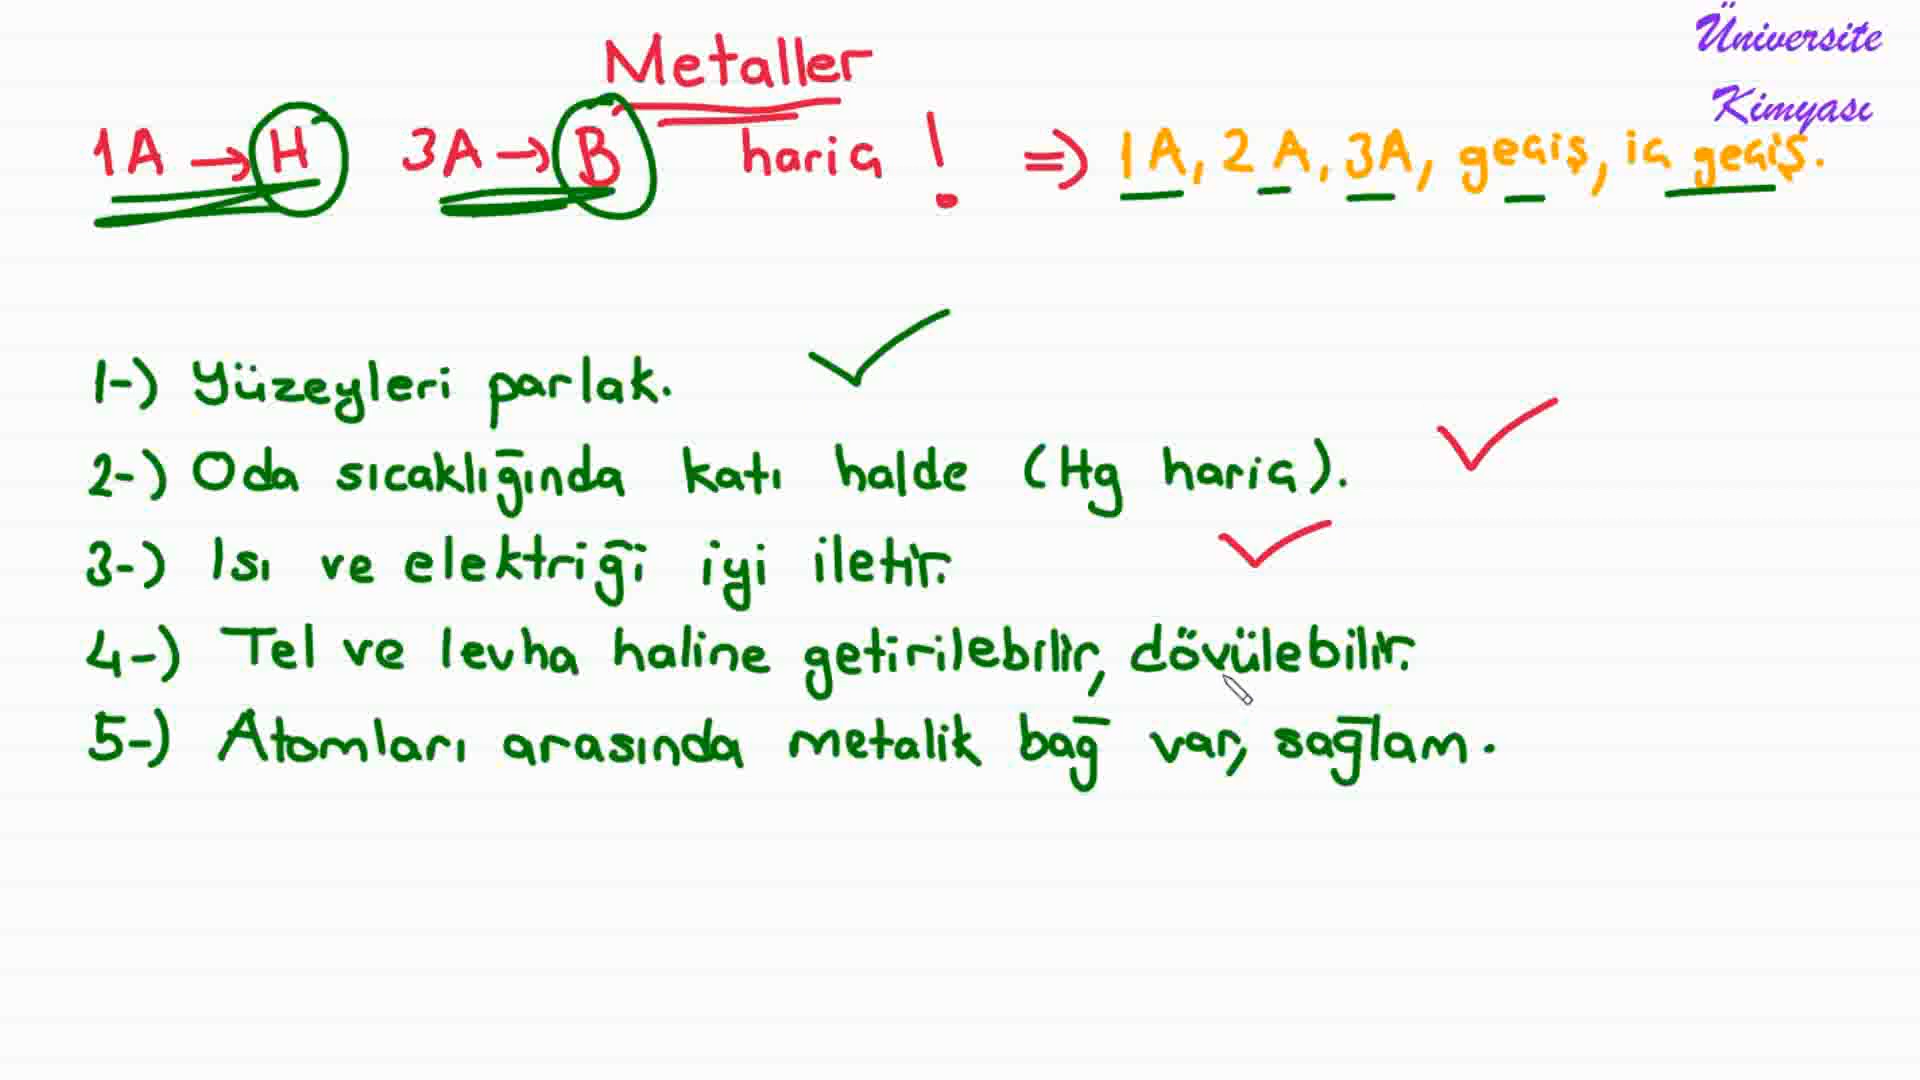 Üniversite
Kimyası
Metaller
1A → H 3A → B hariç ! ⇒ 1A, 2A, 3A, geçiş, iç geçiş.
1-) Yüzeyleri parlak.
2-) Oda sıcaklığında katı halde (Hg hariç).
3-) Isı ve elektriği iyi iletir.
4-) Tel ve levha haline getirilebilir, dövülebilir.
5-) Atomları arasında metalik bağ var, sağlam.